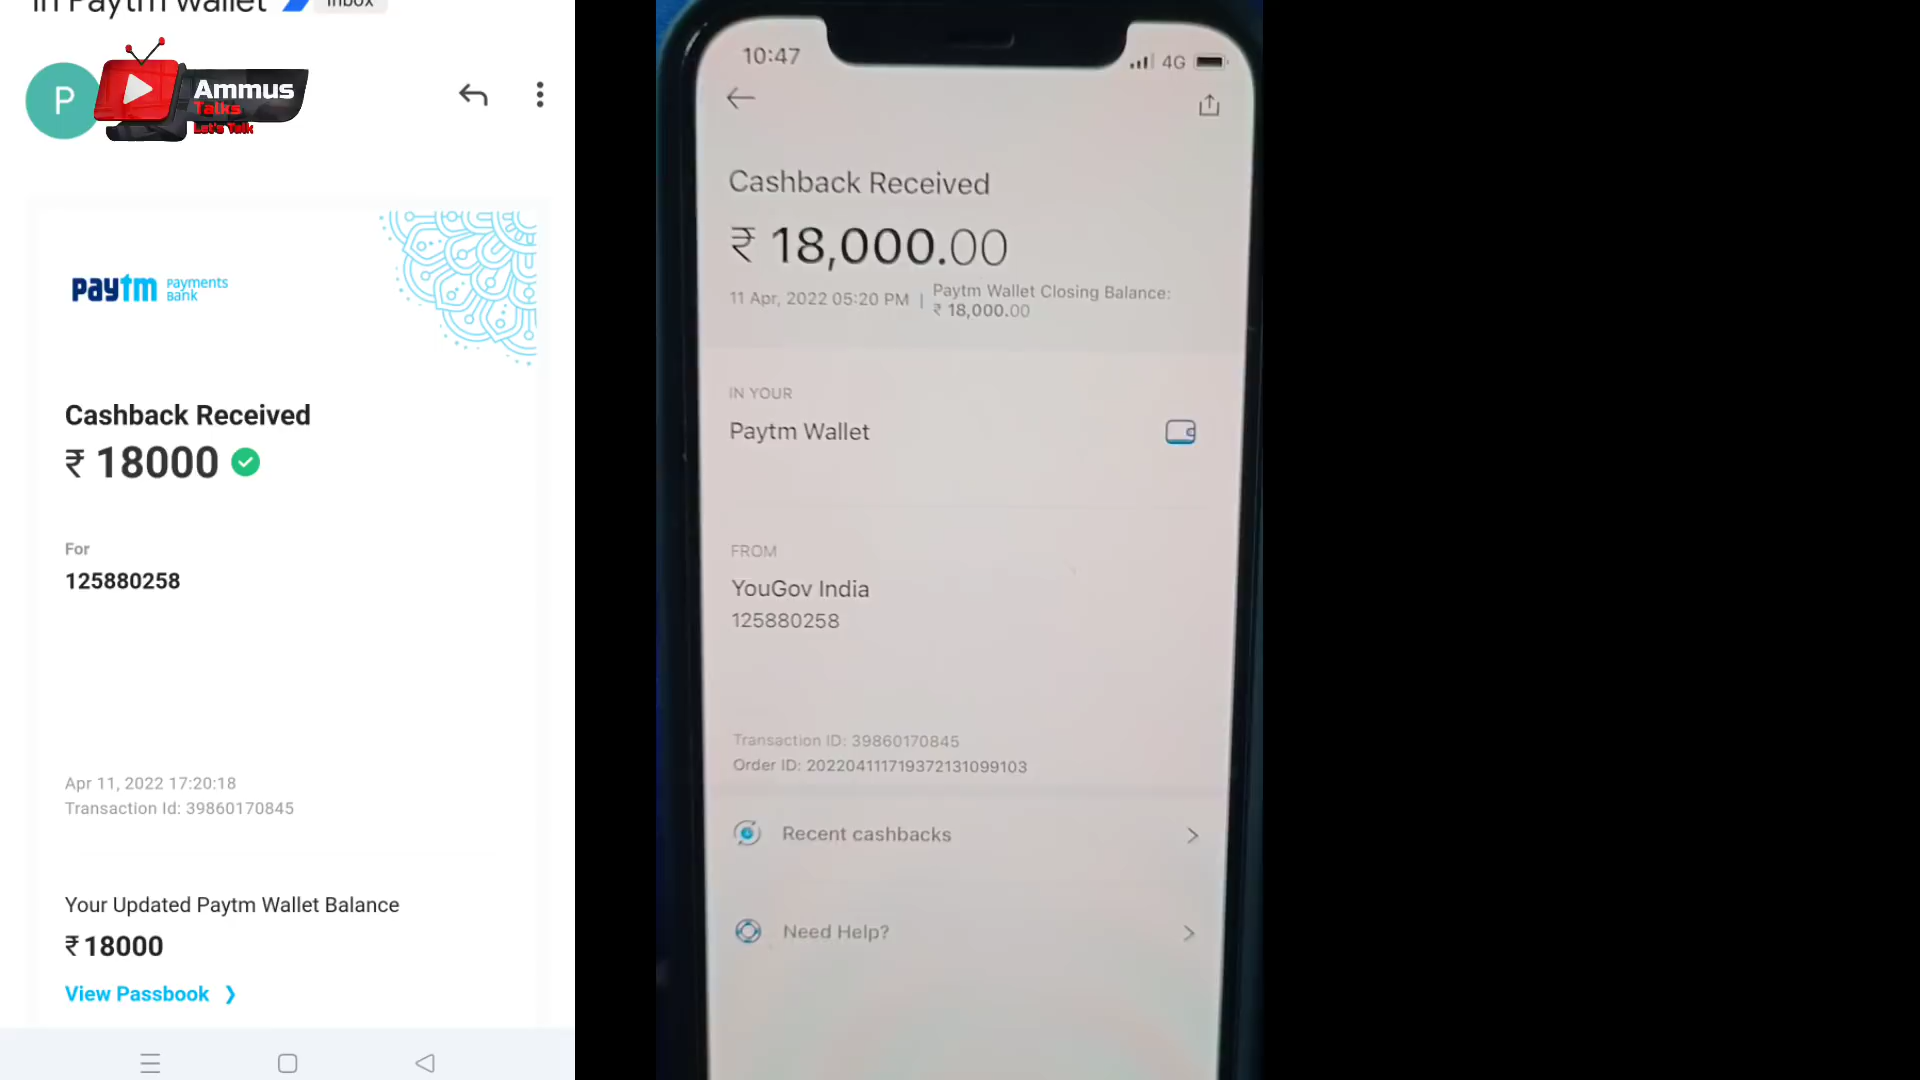 in Paytm wallet
Inbox
P
Ammus
Talks
Let's Talk
paytm payments bank
Cashback Received
₹ 18000
For
125880258
Apr 11, 2022 17:20:18
Transaction Id: 39860170845
Your Updated Paytm Wallet Balance
₹ 18000
View Passbook
10:47
4G
Cashback Received
₹ 18,000.00
11 Apr, 2022 05:20 PM | Paytm Wallet Closing Balance:
₹ 18,000.00
IN YOUR
Paytm Wallet
FROM
YouGov India
125880258
Transaction ID: 39860170845
Order ID: 202204111719372131099103
Recent cashbacks
Need Help?